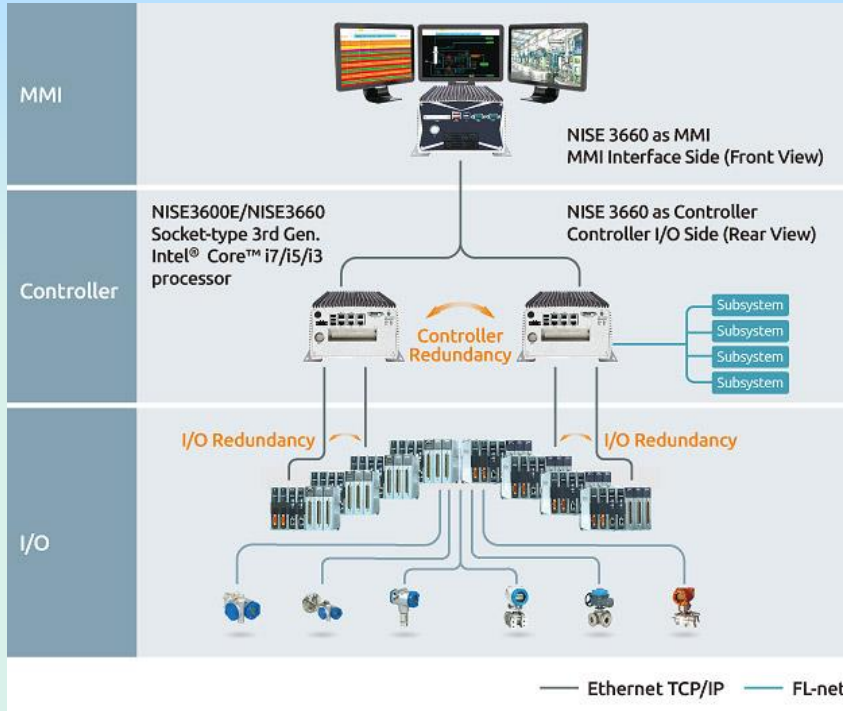 MMI
NISE 3660 as MMI
MMI Interface Side (Front View)
NISE3600E/NISE3660
Socket-type 3rd Gen.
Intel® Core™ i7/i5/i3
processor
NISE 3660 as Controller
Controller I/O Side (Rear View)
Controller
Controller
Redundancy
Subsystem
Subsystem
Subsystem
Subsystem
I/O Redundancy
I/O Redundancy
I/O
Ethernet TCP/IP
FL-net